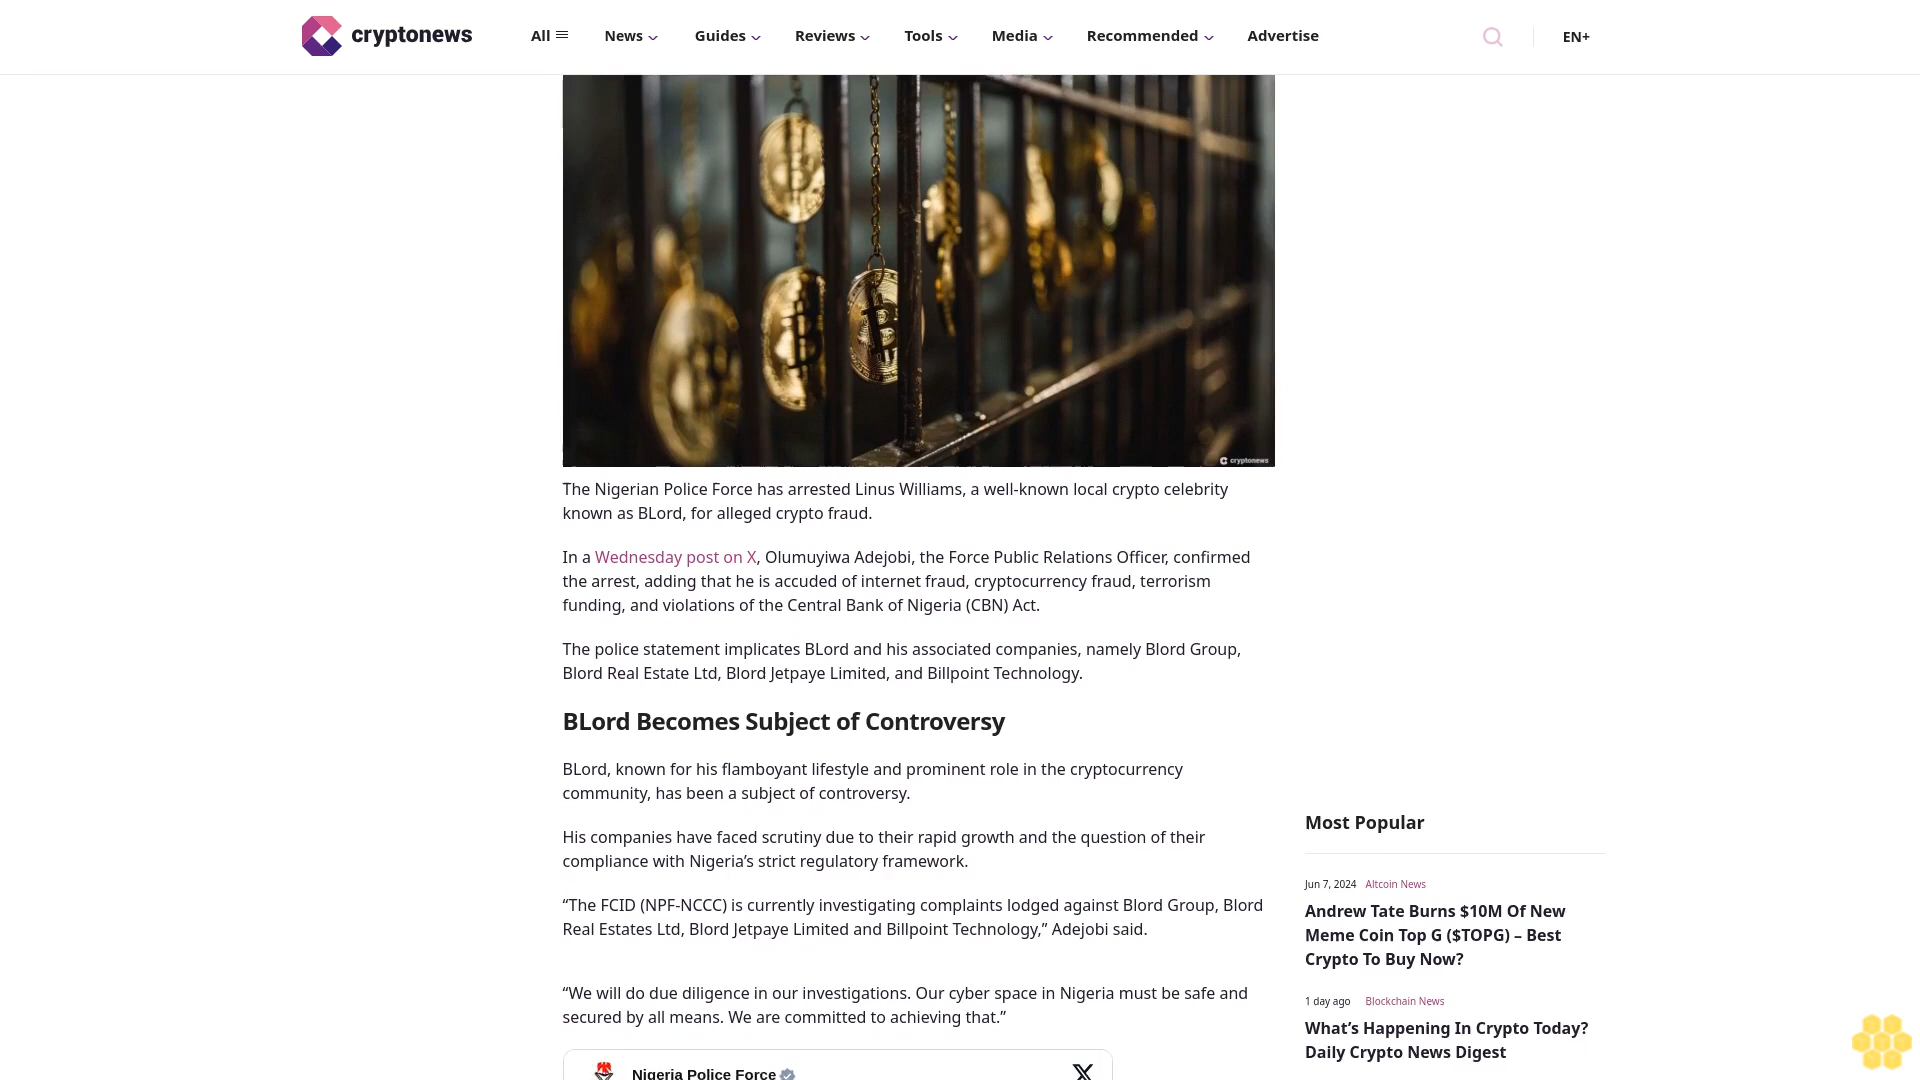 cryptonews
All
News
Guides
Reviews
Tools
Media
Recommended
Advertise
EN+
cryptonews
The Nigerian Police Force has arrested Linus Williams, a well-known local crypto celebrity
known as BLord, for alleged crypto fraud.
In a Wednesday post on X, Olumuyiwa Adejobi, the Force Public Relations Officer, confirmed
the arrest, adding that he is accuded of internet fraud, cryptocurrency fraud, terrorism
funding, and violations of the Central Bank of Nigeria (CBN) Act.
The police statement implicates BLord and his associated companies, namely Blord Group,
Blord Real Estate Ltd, Blord Jetpaye Limited, and Billpoint Technology.
BLord Becomes Subject of Controversy
BLord, known for his flamboyant lifestyle and prominent role in the cryptocurrency
community, has been a subject of controversy.
His companies have faced scrutiny due to their rapid growth and the question of their
compliance with Nigeria’s strict regulatory framework.
“The FCID (NPF-NCCC) is currently investigating complaints lodged against Blord Group, Blord
Real Estates Ltd, Blord Jetpaye Limited and Billpoint Technology,” Adejobi said.
“We will do due diligence in our investigations. Our cyber space in Nigeria must be safe and
secured by all means. We are committed to achieving that.”
Nigeria Police Force
Most Popular
Jun 7, 2024 Altcoin News
Andrew Tate Burns $10M Of New
Meme Coin Top G ($TOPG) – Best
Crypto To Buy Now?
1 day ago Blockchain News
What’s Happening In Crypto Today?
Daily Crypto News Digest